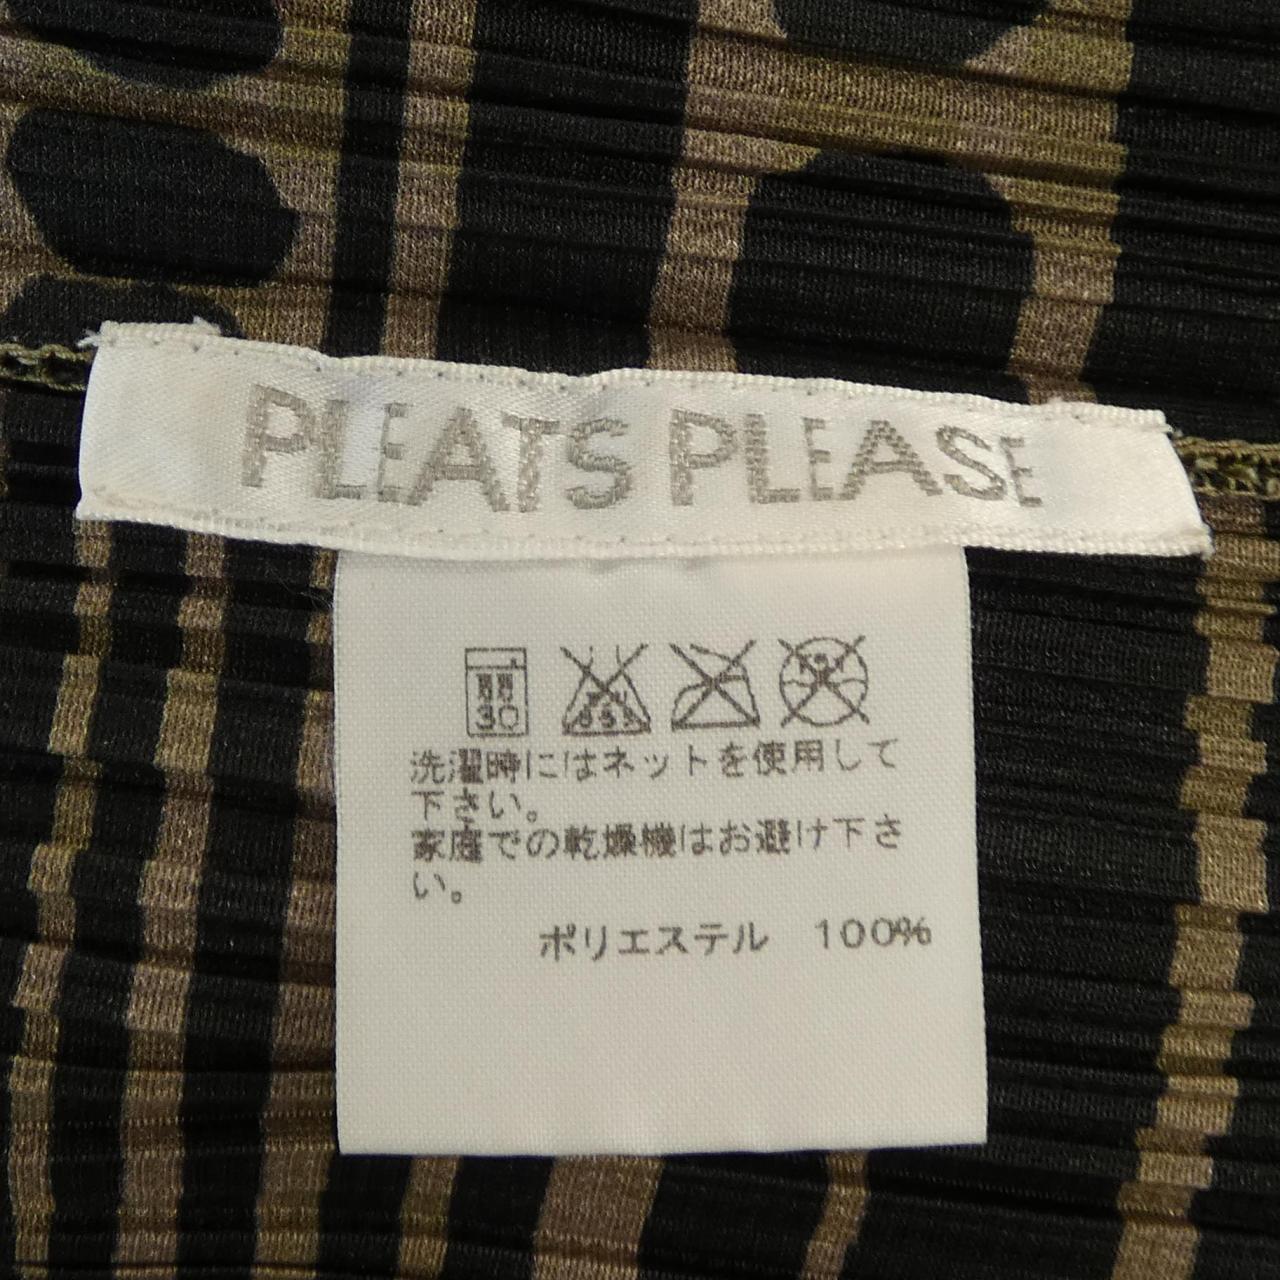 PLEATS PLEASE
30
洗濯時にはネットを使用して
下さい。
家庭での乾燥機はお避け下さ
い。
ポリエステル 100%